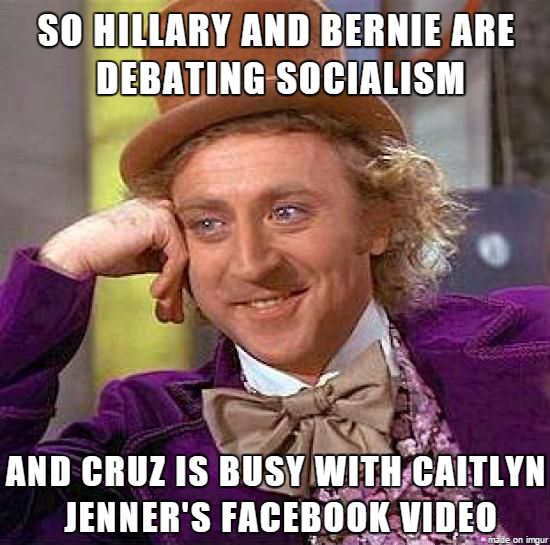 SO HILLARY AND BERNIE ARE
DEBATING SOCIALISM
AND CRUZ IS BUSY WITH CAITLYN
JENNER'S FACEBOOK VIDEO
made on imgur